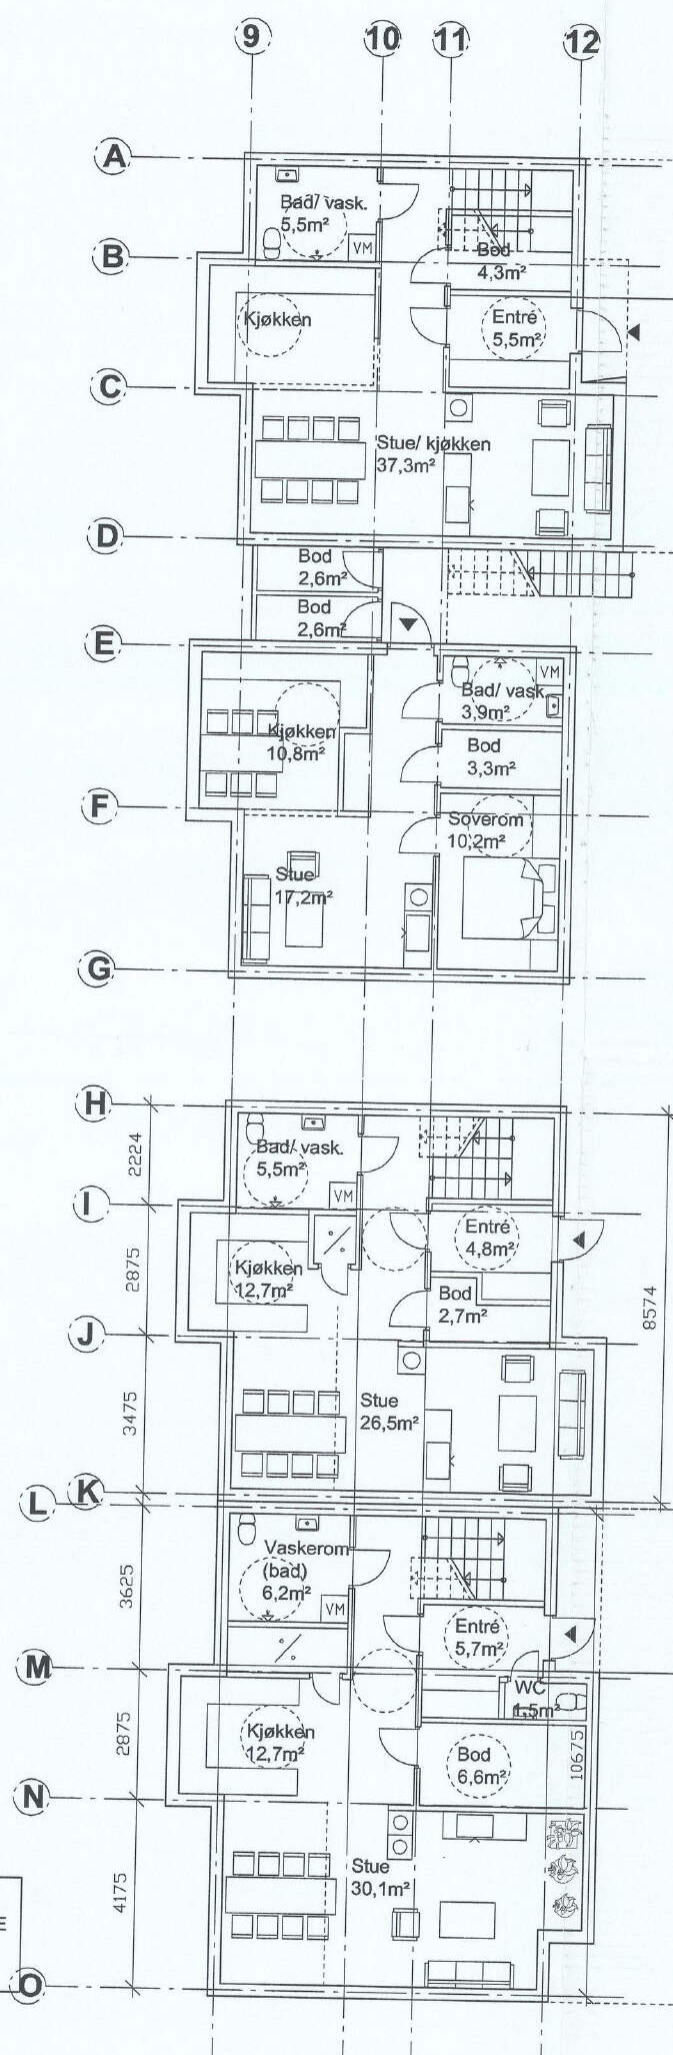 9
10
11
12
A
Bad/ vask.
5,5m²
VM
B
Bod
4,3m²
Kjøkken
Entré
5,5m²
C
Stue/ kjøkken
37,3m²
D
Bod
2,6m²
Bod
2,6m²
E
VM
Bad/ vask
3,9m²
Kjøkken
10,8m²
Bod
3,3m²
F
Soverom
10,2m²
Stue
17,2m²
G
H
2224
Bad/ vask.
5,5m²
VM
I
Entré
4,8m²
2875
Kjøkken
12,7m²
Bod
2,7m²
8574
J
3475
Stue
26,5m²
K
L
3625
Vaskerom
(bad)
6,2m²
VM
Entré
5,7m²
M
WC
1,5m²
2875
Kjøkken
12,7m²
Bod
6,6m²
10675
N
4175
Stue
30,1m²
O